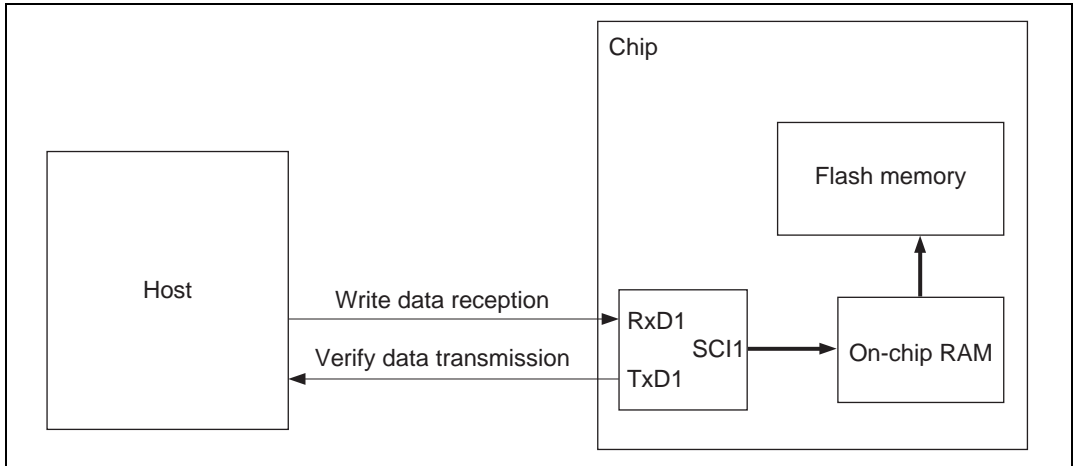 Chip
Flash memory
Host
Write data reception
RxD1
SCI1
On-chip RAM
Verify data transmission
TxD1